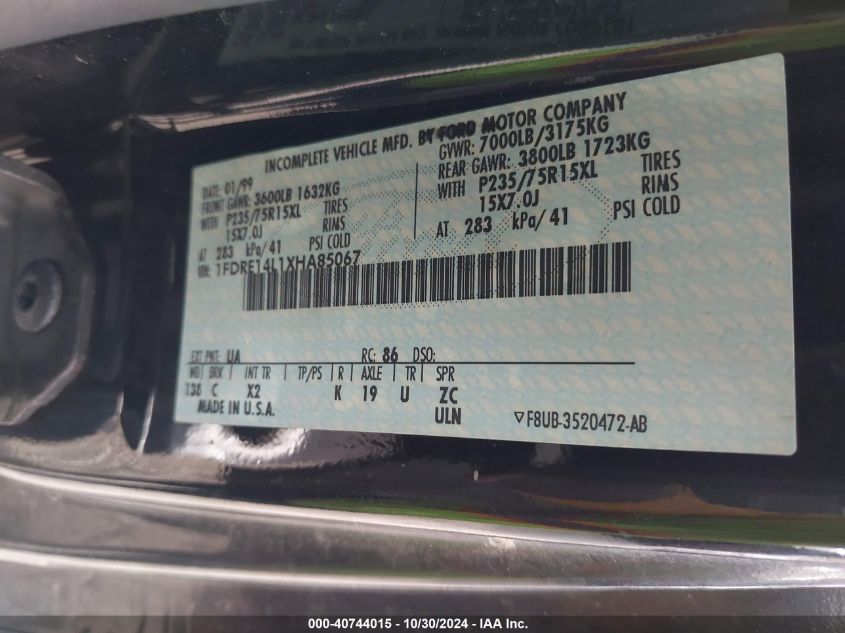 INCOMPLETE VEHICLE MFD. BY FORD MOTOR COMPANY
DATE: 01/99
FRONT GAWR: 3600LB 1632KG
WITH P235/75R15XL TIRES
15X7.0J RIMS
AT 283 kPa/41 PSI COLD
GVWR: 7000LB/3175KG
REAR GAWR: 3800LB 1723KG
WITH P235/75R15XL TIRES
15X7.0J RIMS
AT 283 kPa/41 PSI COLD
VIN: 1FDRE14L1XHA85067
EXT PNT: UA RC: 86 DSO:
WB BRK INT TR TP/PS R AXLE TR SPR
138 C X2 K 19 U ZC
MADE IN U.S.A. ULN
▽F8UB-3520472-AB
000-40744015 - 10/30/2024 - IAA Inc.